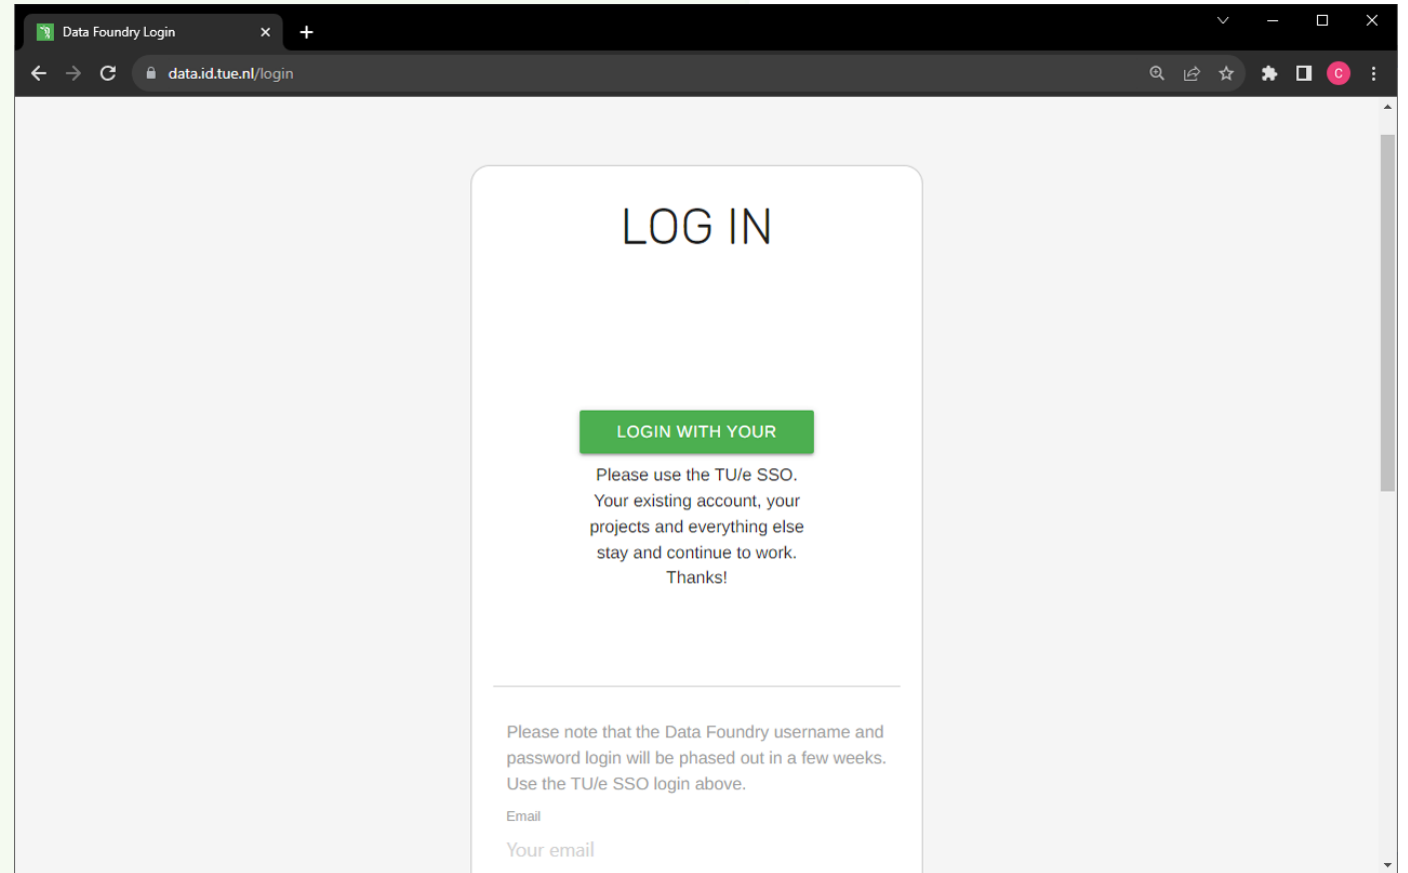 Data Foundry Login
data.id.tue.nl/login
C
LOG IN
LOGIN WITH YOUR
Please use the TU/e SSO.
Your existing account, your
projects and everything else
stay and continue to work.
Thanks!
Please note that the Data Foundry username and
password login will be phased out in a few weeks.
Use the TU/e SSO login above.
Email
Your email